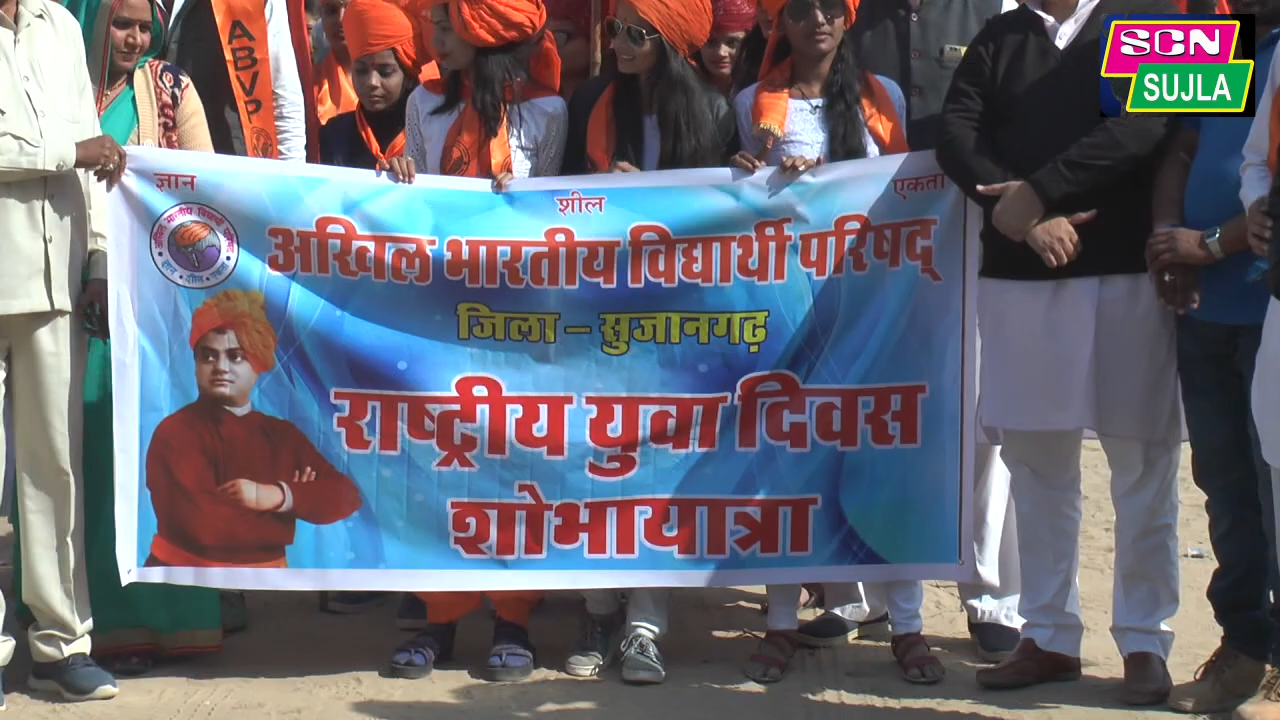 SCN
SUJLA
ABVP
ज्ञान शील एकता
अखिल भारतीय विद्यार्थी परिषद्
जिला – सुजानगढ़
राष्ट्रीय युवा दिवस
शोभायात्रा